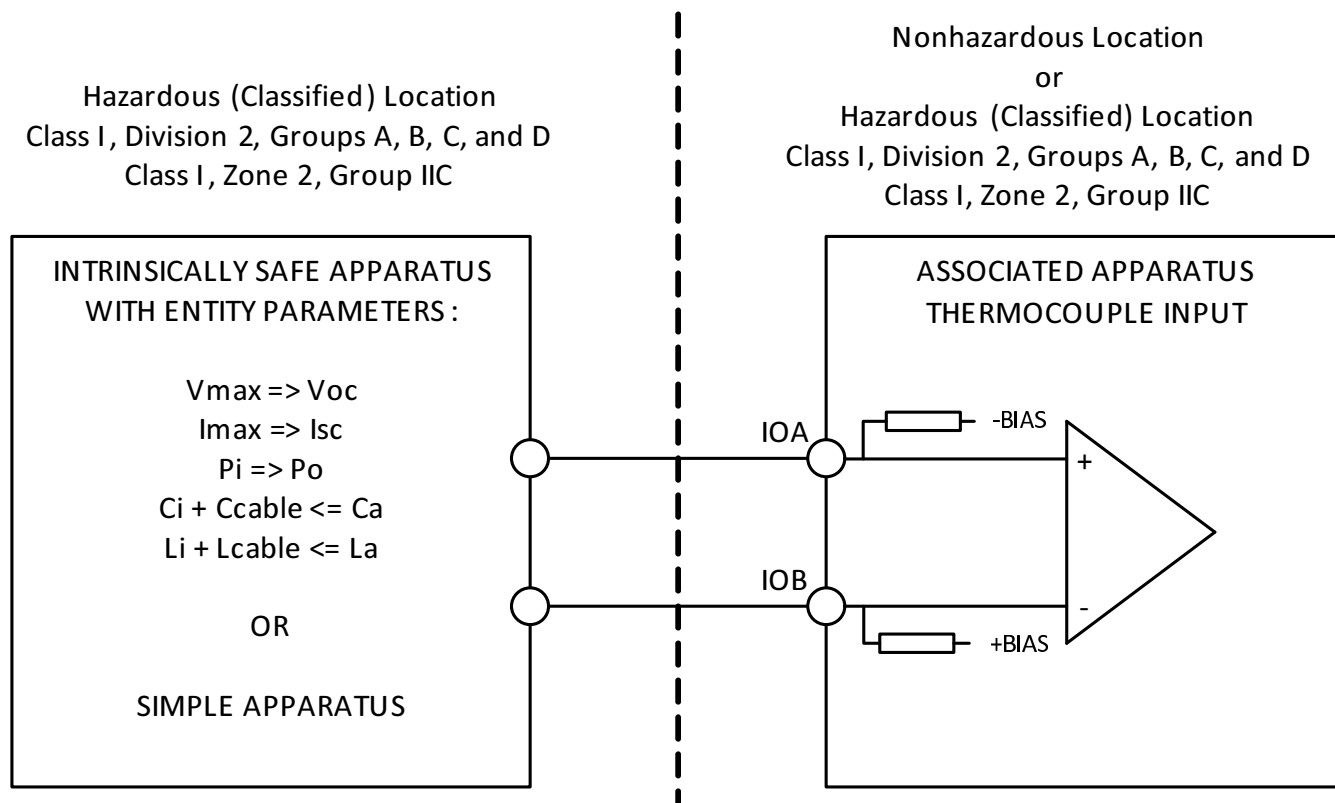 Hazardous (Classified) Location
Class I, Division 2, Groups A, B, C, and D
Class I, Zone 2, Group IIC
Nonhazardous Location
or
Hazardous (Classified) Location
Class I, Division 2, Groups A, B, C, and D
Class I, Zone 2, Group IIC
INTRINSICALLY SAFE APPARATUS
WITH ENTITY PARAMETERS :
Vmax => Voc
Imax => Isc
Pi => Po
Ci + Ccable <= Ca
Li + Lcable <= La
OR
SIMPLE APPARATUS
ASSOCIATED APPARATUS
THERMOCOUPLE INPUT
IOA
-BIAS
+
IOB
-
+BIAS